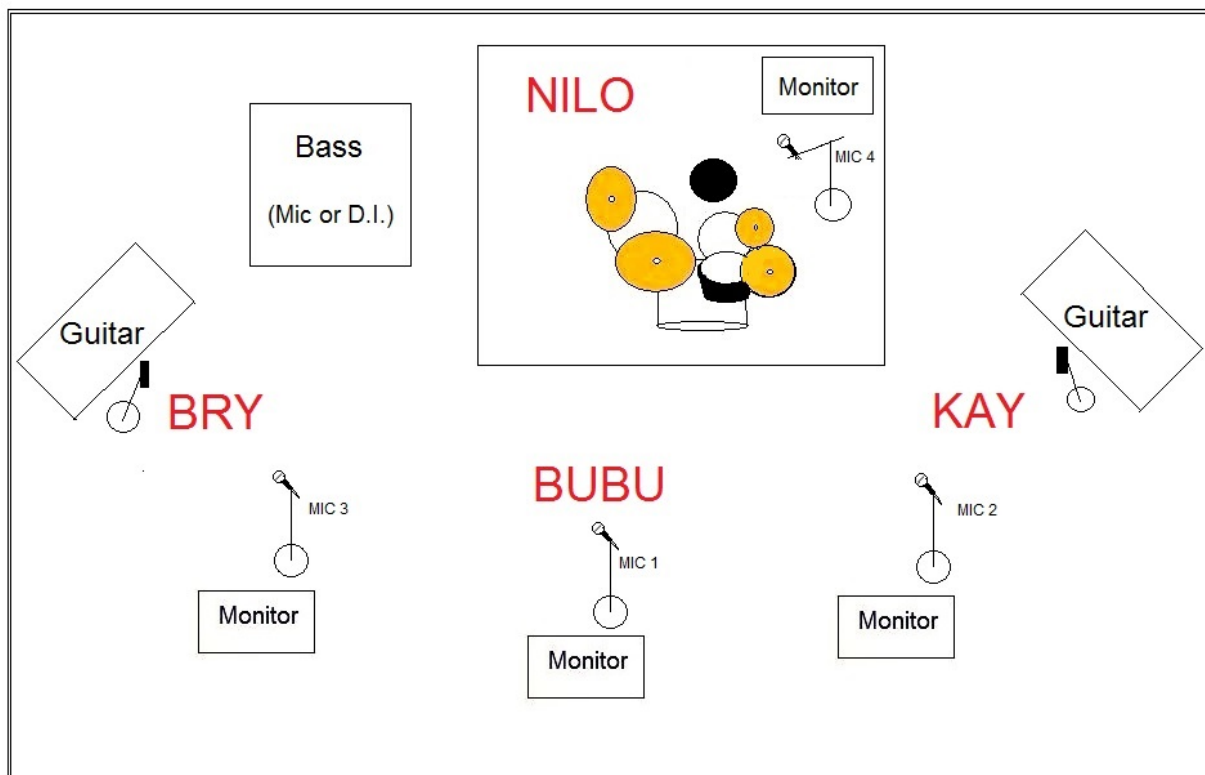 NILO
Monitor
MIC 4
Bass
(Mic or D.I.)
Guitar
Guitar
BRY
KAY
BUBU
MIC 3
MIC 1
MIC 2
Monitor
Monitor
Monitor